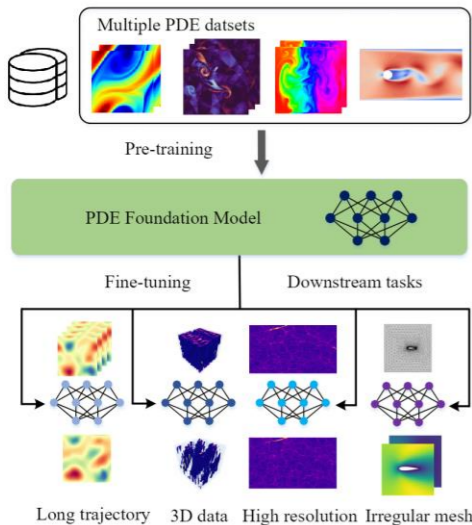 Multiple PDE datsets
Pre-training
PDE Foundation Model
Fine-tuning
Downstream tasks
Long trajectory
3D data
High resolution
Irregular mesh